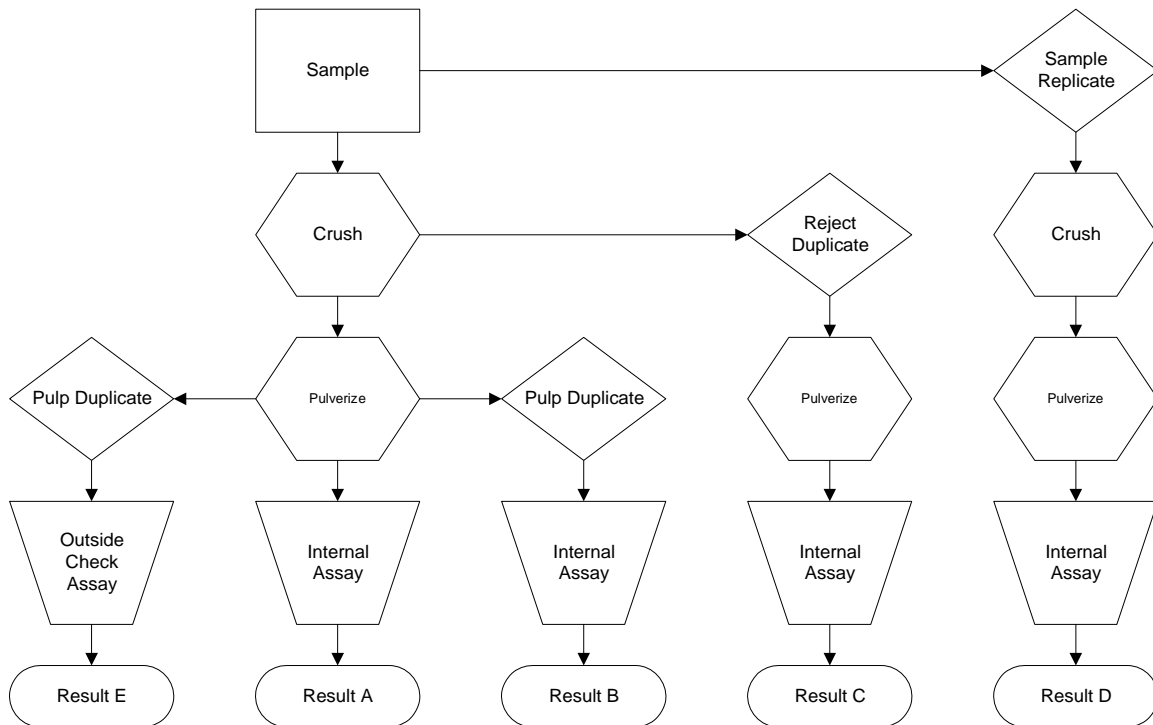 Sample
Sample
Replicate
Crush
Reject
Duplicate
Crush
Pulp Duplicate
Pulverize
Pulp Duplicate
Pulverize
Pulverize
Outside
Check
Assay
Internal
Assay
Internal
Assay
Internal
Assay
Internal
Assay
Result E
Result A
Result B
Result C
Result D